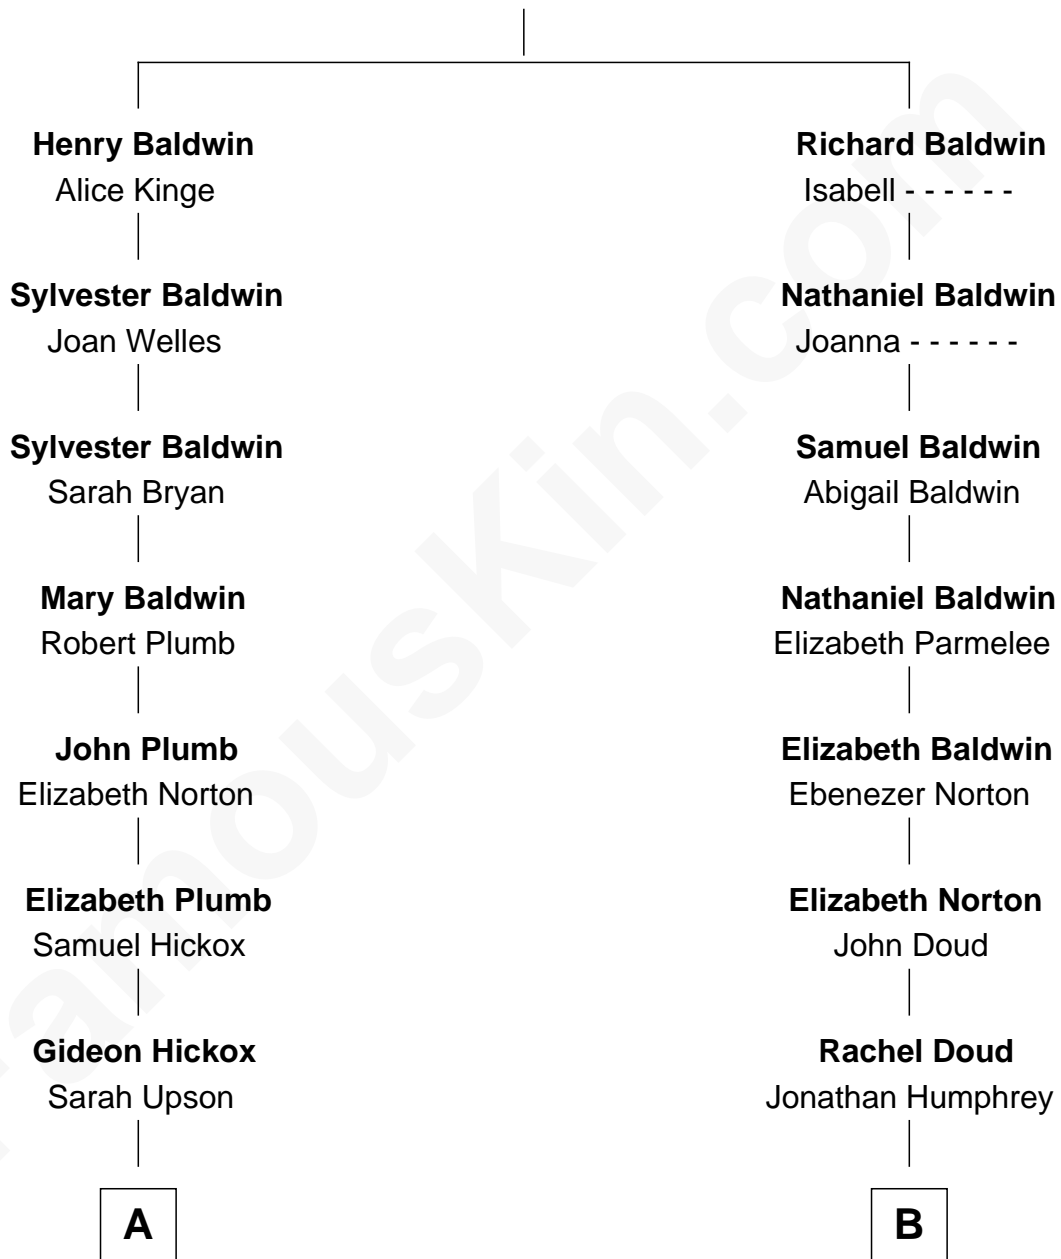 Henry Baldwin
Alice Kinge
Sylvester Baldwin
Joan Welles
Sylvester Baldwin
Sarah Bryan
Mary Baldwin
Robert Plumb
John Plumb
Elizabeth Norton
Elizabeth Plumb
Samuel Hickox
Gideon Hickox
Sarah Upson
A
Richard Baldwin
Isabell - - - - - -
Nathaniel Baldwin
Joanna - - - - - -
Samuel Baldwin
Abigail Baldwin
Nathaniel Baldwin
Elizabeth Parmelee
Elizabeth Baldwin
Ebenezer Norton
Elizabeth Norton
John Doud
Rachel Doud
Jonathan Humphrey
B
FamousKin.com